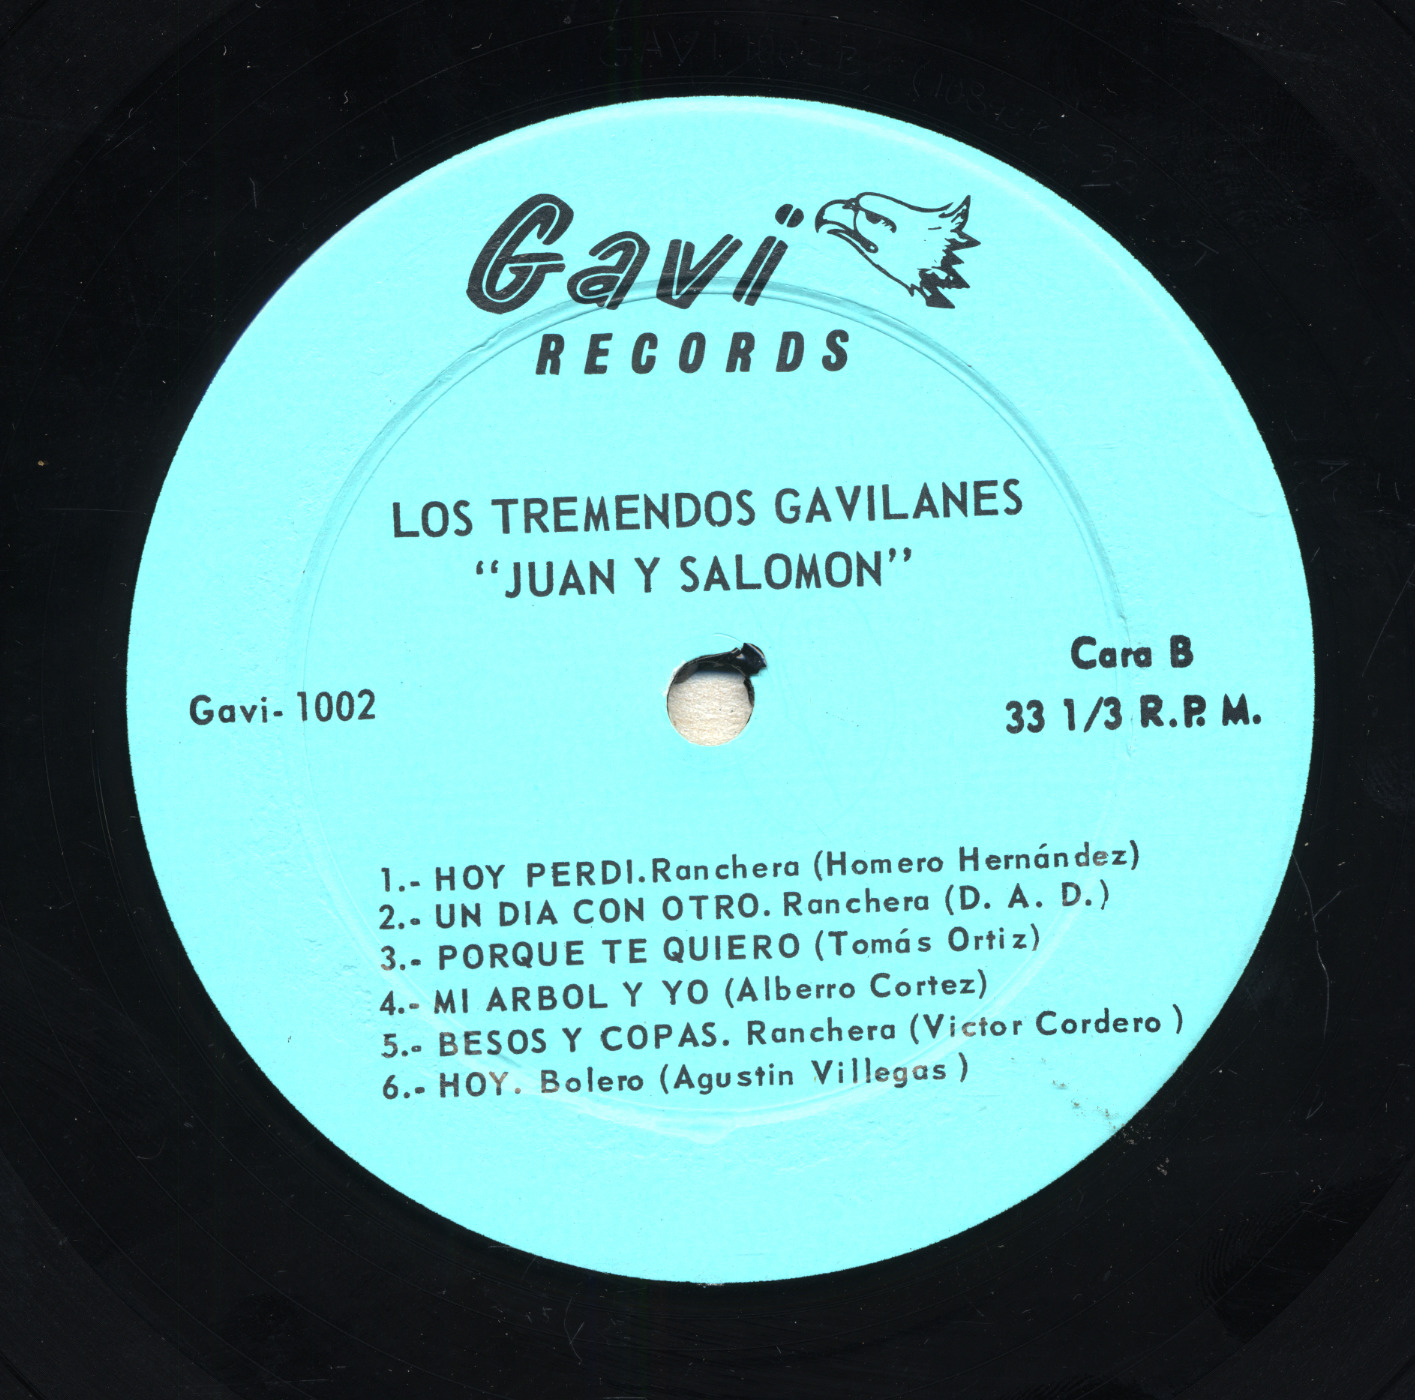 Gavi
RECORDS
LOS TREMENDOS GAVILANES
“JUAN Y SALOMON”
Cara B
Gavi- 1002
33 1/3 R.P. M.
1.- HOY PERDI.Ranchera (Homero Hernández)
2.- UN DIA CON OTRO. Ranchera (D. A. D.)
3.- PORQUE TE QUIERO (Tomás Ortiz)
4.- MI ARBOL Y YO (Alberro Cortez)
5.- BESOS Y COPAS. Ranchera (Victor Cordero )
6.- HOY. Bolero (Agustin Villegas )